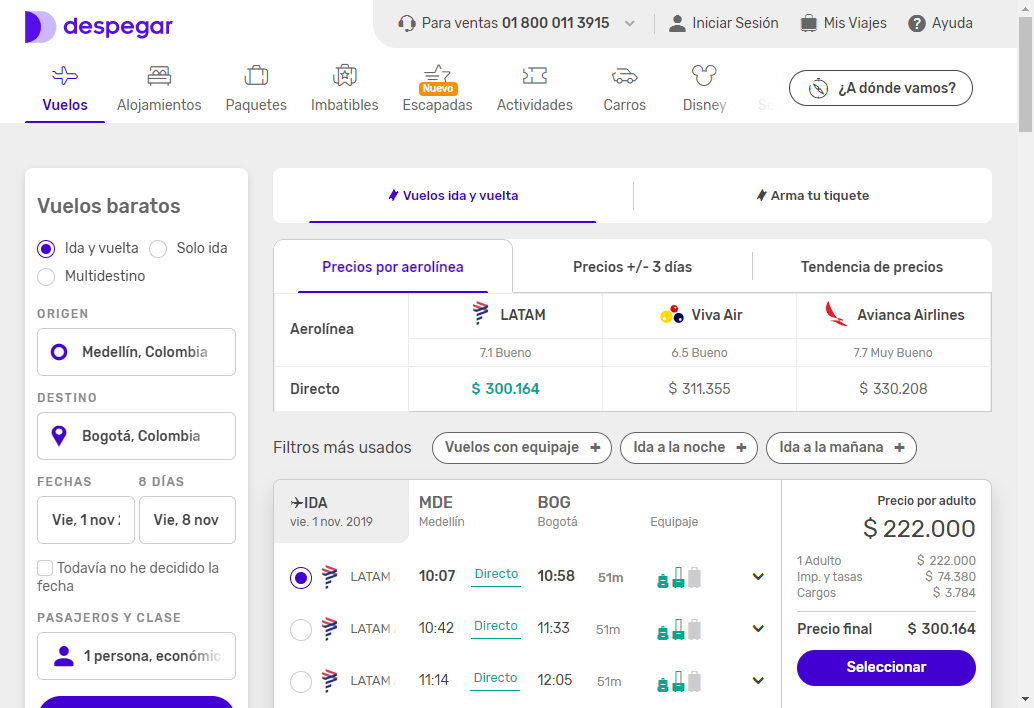 despegar
Para ventas 01 800 011 3915
Iniciar Sesión
Mis Viajes
Ayuda
Vuelos
Alojamientos
Paquetes
Imbatibles
Nuevo
Escapadas
Actividades
Carros
Disney
¿A dónde vamos?
Vuelos baratos
Ida y vuelta
Solo ida
Multidestino
ORIGEN
Medellín, Colombia
DESTINO
Bogotá, Colombia
FECHAS
8 DÍAS
Vie, 1 nov
Vie, 8 nov
Todavía no he decidido la
fecha
PASAJEROS Y CLASE
1 persona, económic
Vuelos ida y vuelta
Arma tu tiquete
Precios por aerolínea
Precios +/- 3 días
Tendencia de precios
Aerolínea
LATAM
Viva Air
Avianca Airlines
7.1 Bueno
6.5 Bueno
7.7 Muy Bueno
Directo
$ 300.164
$ 311.355
$ 330.208
Filtros más usados
Vuelos con equipaje +
Ida a la noche +
Ida a la mañana +
IDA
vie. 1 nov. 2019
MDE
Medellín
BOG
Bogotá
Equipaje
LATAM 10:07 Directo 10:58 51m
LATAM 10:42 Directo 11:33 51m
LATAM 11:14 Directo 12:05 51m
Precio por adulto
$ 222.000
1 Adulto $ 222.000
Imp. y tasas $ 74.380
Cargos $ 3.784
Precio final $ 300.164
Seleccionar